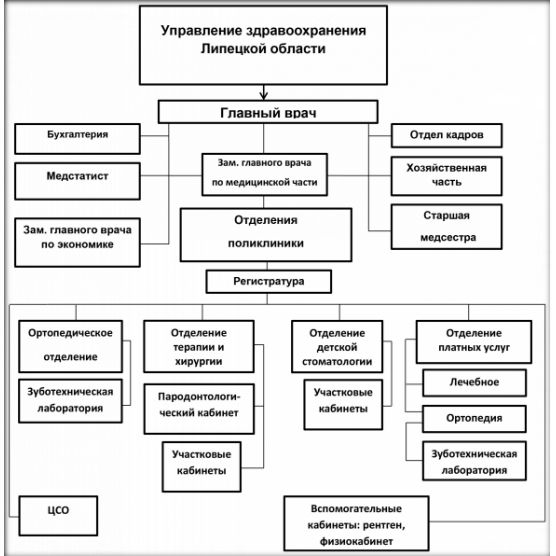 Управление здравоохранения
Липецкой области
Главный врач
Бухгалтерия
Отдел кадров
Зам. главного врача
по медицинской части
Медстатист
Хозяйственная
часть
Зам. главного врача
по экономике
Отделения
поликлиники
Старшая
медсестра
Регистратура
Ортопедическое
отделение
Отделение
терапии и
хирургии
Отделение
детской
стоматологии
Отделение
платных услуг
Зуботехническая
лаборатория
Пародонтологи-
ческий кабинет
Участковые
кабинеты
Лечебное
Ортопедия
Участковые
кабинеты
Зуботехническая
лаборатория
ЦСО
Вспомогательные
кабинеты: рентген,
физиокабинет